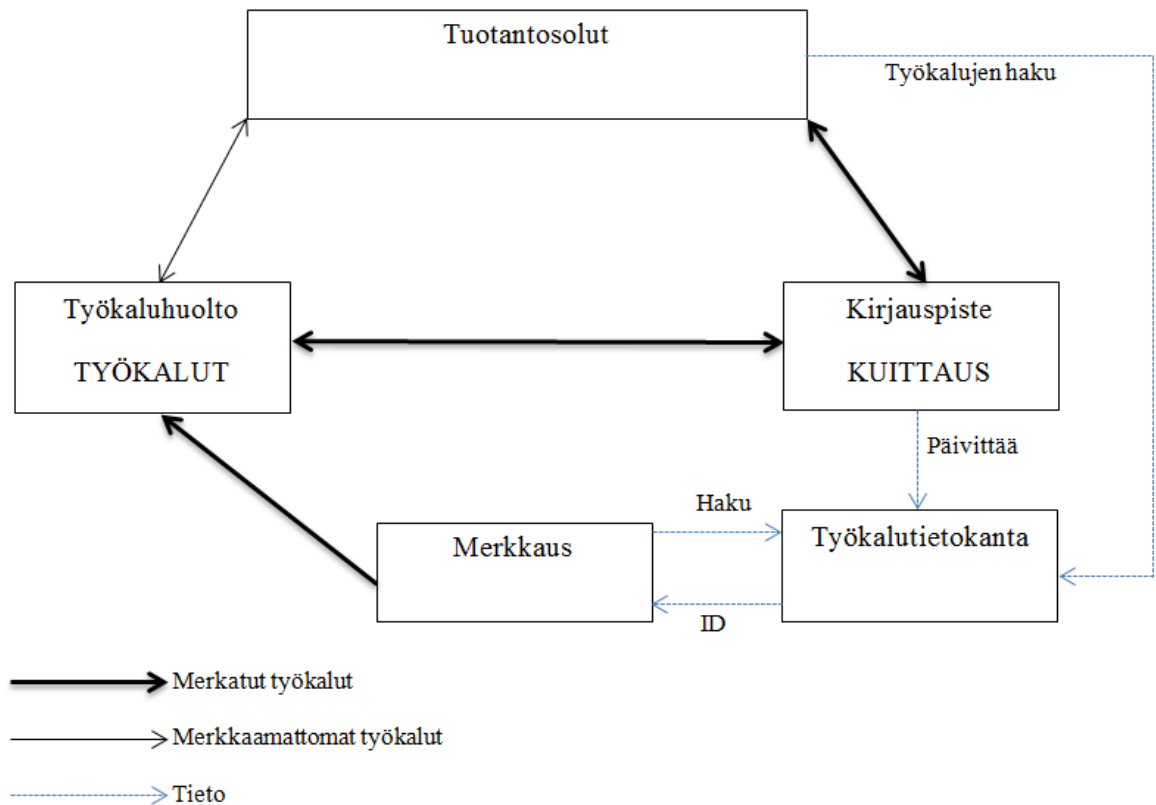 Tuotantosolut
Työkalujen haku
Työkaluhuolto
TYÖKALUT
Kirjauspiste
KUITTAUS
Päivittää
Haku
Merkkaus
Työkalutietokanta
ID
Merkatut työkalut
Merkkaamattomat työkalut
Tieto